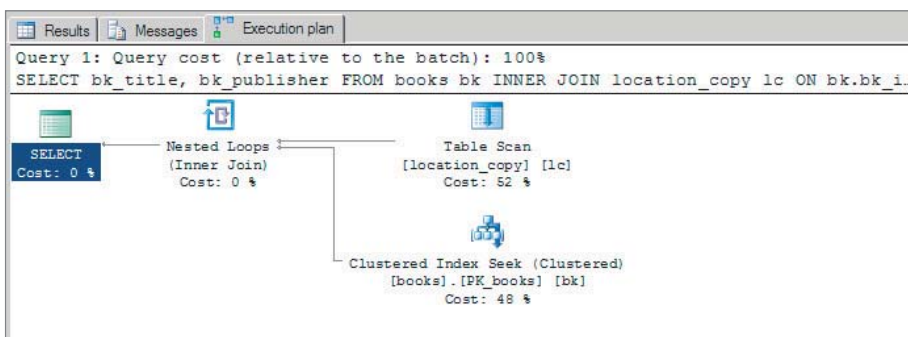 Results Messages Execution plan
Query 1: Query cost (relative to the batch): 100%
SELECT bk_title, bk_publisher FROM books bk INNER JOIN location_copy lc ON bk.bk_i…
SELECT
Cost: 0 %
Nested Loops
(Inner Join)
Cost: 0 %
Table Scan
[location_copy] [lc]
Cost: 52 %
Clustered Index Seek (Clustered)
[books].[PK_books] [bk]
Cost: 48 %